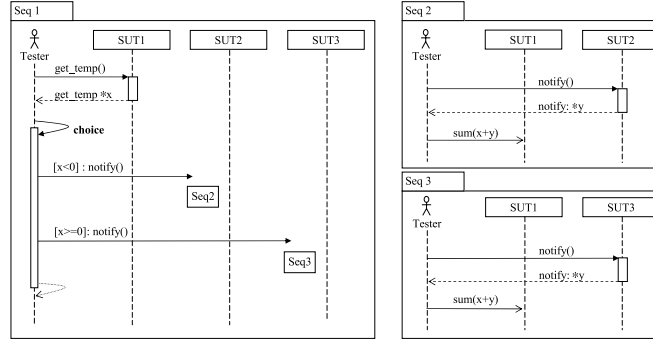 Seq 1
Tester
SUT1
SUT2
SUT3
get_temp()
get_temp *x
choice
[x<0] : notify()
Seq2
[x>=0]: notify()
Seq3
Seq 2
Tester
SUT1
SUT2
notify()
notify: *y
sum(x+y)
Seq 3
Tester
SUT1
SUT3
notify()
notify: *y
sum(x+y)